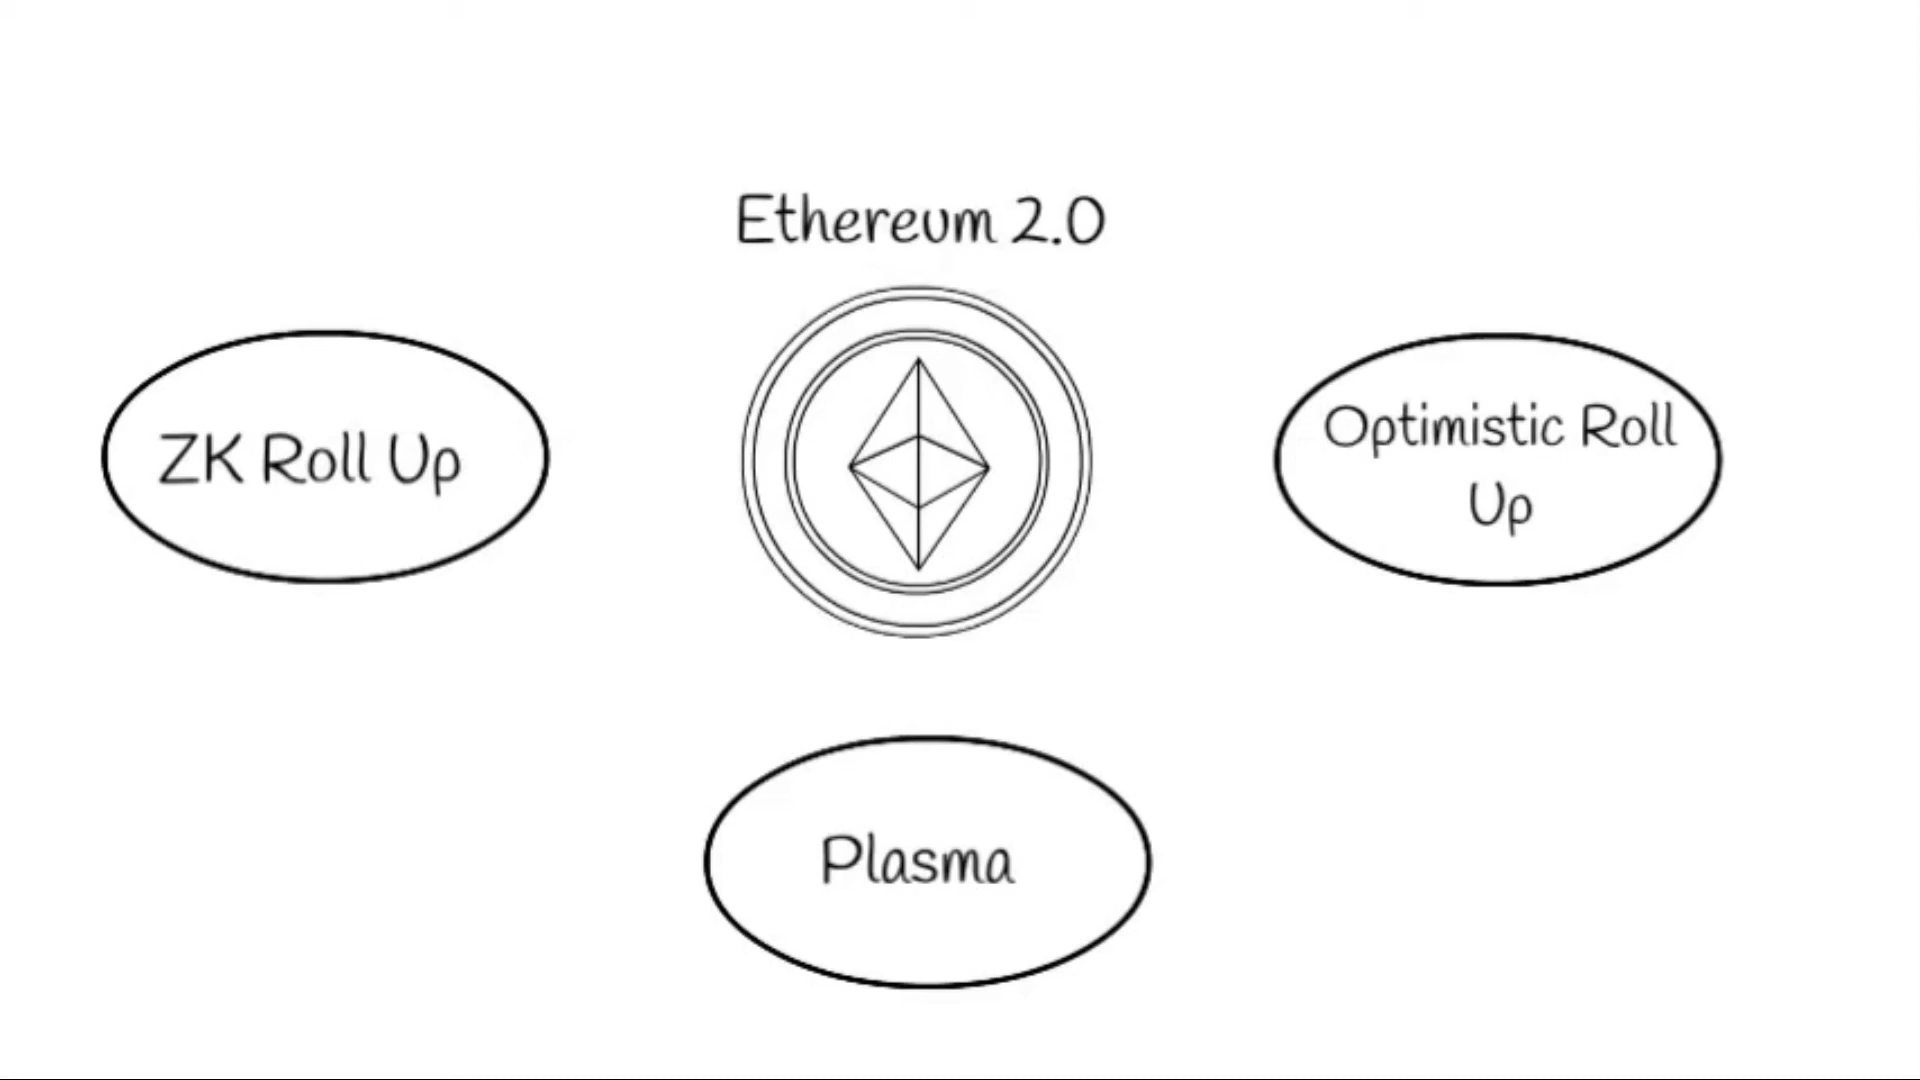 Ethereum 2.0
ZK Roll Up
Optimistic Roll
Up
Plasma